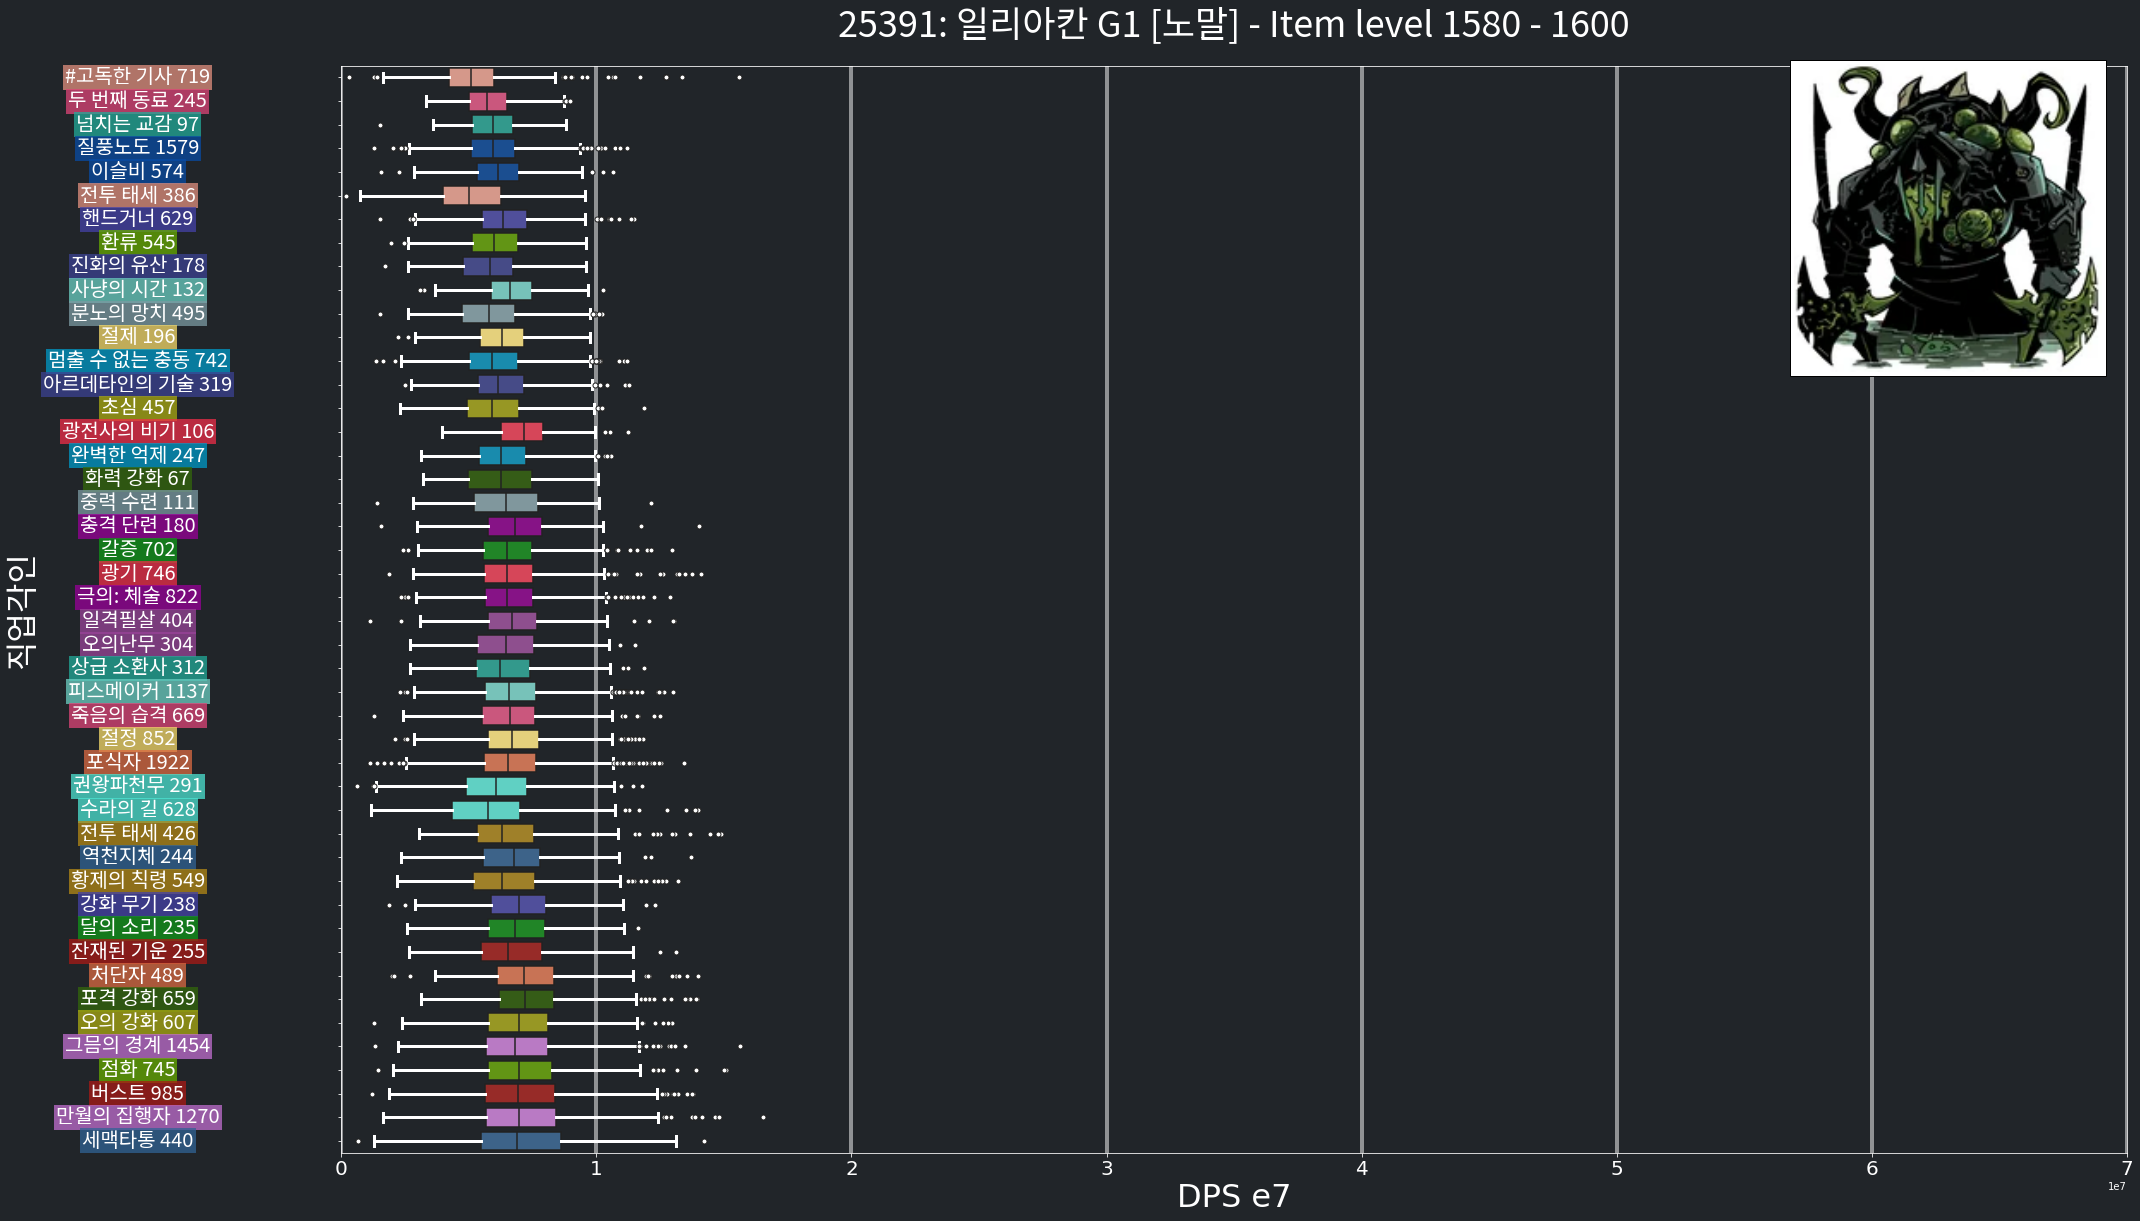 25391: 일리아칸 G1 [노말] - Item level 1580 - 1600
#고독한 기사 719
두 번째 동료 245
넘치는 교감 97
질풍노도 1579
이슬비 574
전투 태세 386
핸드거너 629
환류 545
진화의 유산 178
사냥의 시간 132
분노의 망치 495
절제 196
멈출 수 없는 충동 742
아르데타인의 기술 319
초심 457
광전사의 비기 106
완벽한 억제 247
화력 강화 67
중력 수련 111
충격 단련 180
갈증 702
광기 746
극의: 체술 822
일격필살 404
오의난무 304
상급 소환사 312
피스메이커 1137
죽음의 습격 669
절정 852
포식자 1922
권왕파천무 291
수라의 길 628
전투 태세 426
역천지체 244
황제의 칙령 549
강화 무기 238
달의 소리 235
잔재된 기운 255
처단자 489
포격 강화 659
오의 강화 607
그믐의 경계 1454
점화 745
버스트 985
만월의 집행자 1270
세맥타통 440
직업각인
0 1 2 3 4 5 6 7
1e7
DPS e7